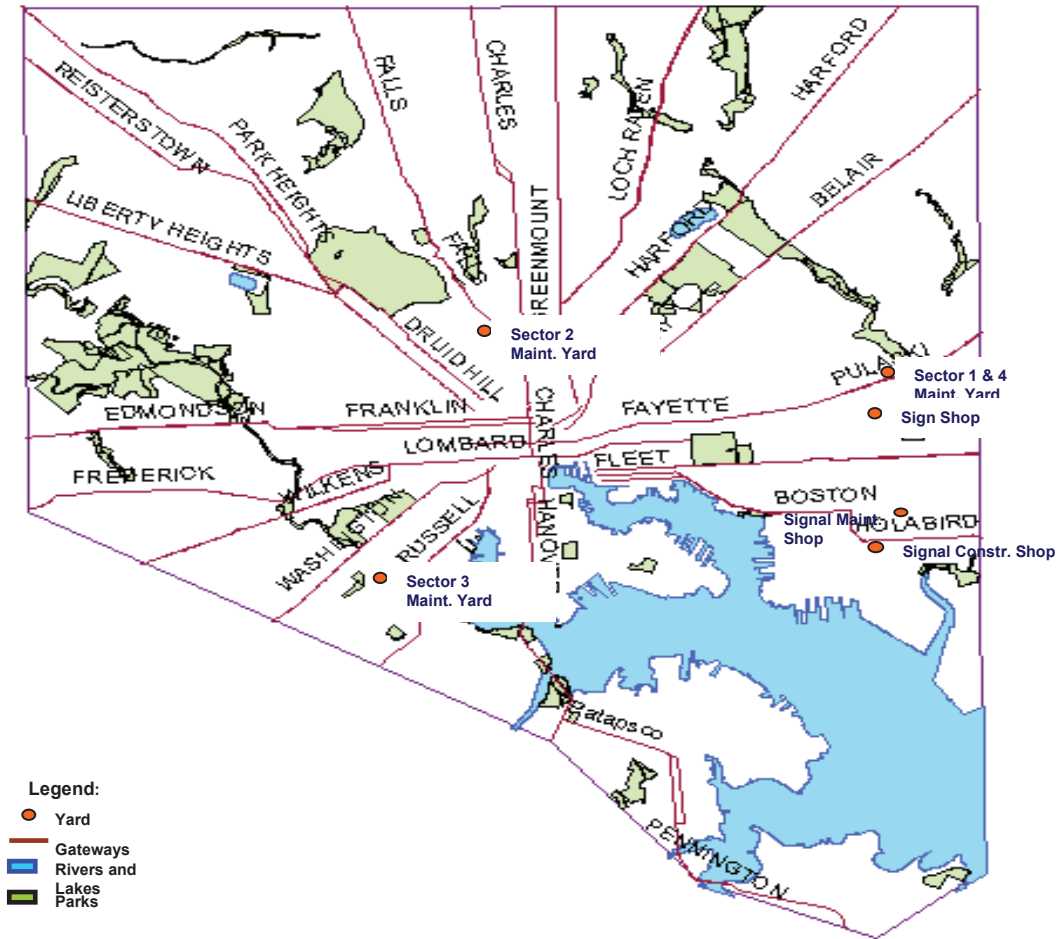 HARFORD
CHARLES
FALLS
REISTERSTOWN
LOCH RAVEN
PARK HEIGHTS
BELAIR
LIBERTY HEIGHTS
FALLS
HARFORD
GREENMOUNT
DRUID HILL
Sector 2
Maint. Yard
PULASKI
Sector 1 & 4
Maint. Yard
EDMONDSON
FRANKLIN
CHARLES
FAYETTE
Sign Shop
LOMBARD
FREDERICK
WILKENS
FLEET
BOSTON
WASHINGTON
RUSSELL
Signal Maint.
Shop
HOLABIRD
Signal Constr. Shop
Sector 3
Maint. Yard
Patapsco
PENNINGTON
Legend:
Yard
Gateways
Rivers and
Lakes
Parks